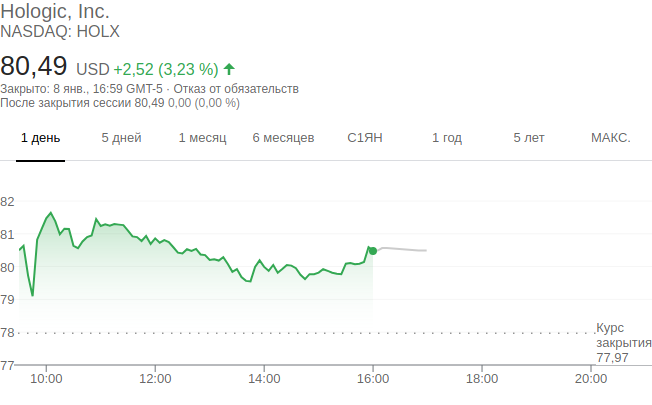 Hologic, Inc.
NASDAQ: HOLX
80,49 USD +2,52 (3,23 %)
Закрыто: 8 янв., 16:59 GMT-5 · Отказ от обязательств
После закрытия сессии 80,49 0,00 (0,00 %)
1 день 5 дней 1 месяц 6 месяцев С1ЯН 1 год 5 лет МАКС.
82
81
80
79
78
Курс
закрытия
77,97
77
10:00 12:00 14:00 16:00 18:00 20:00